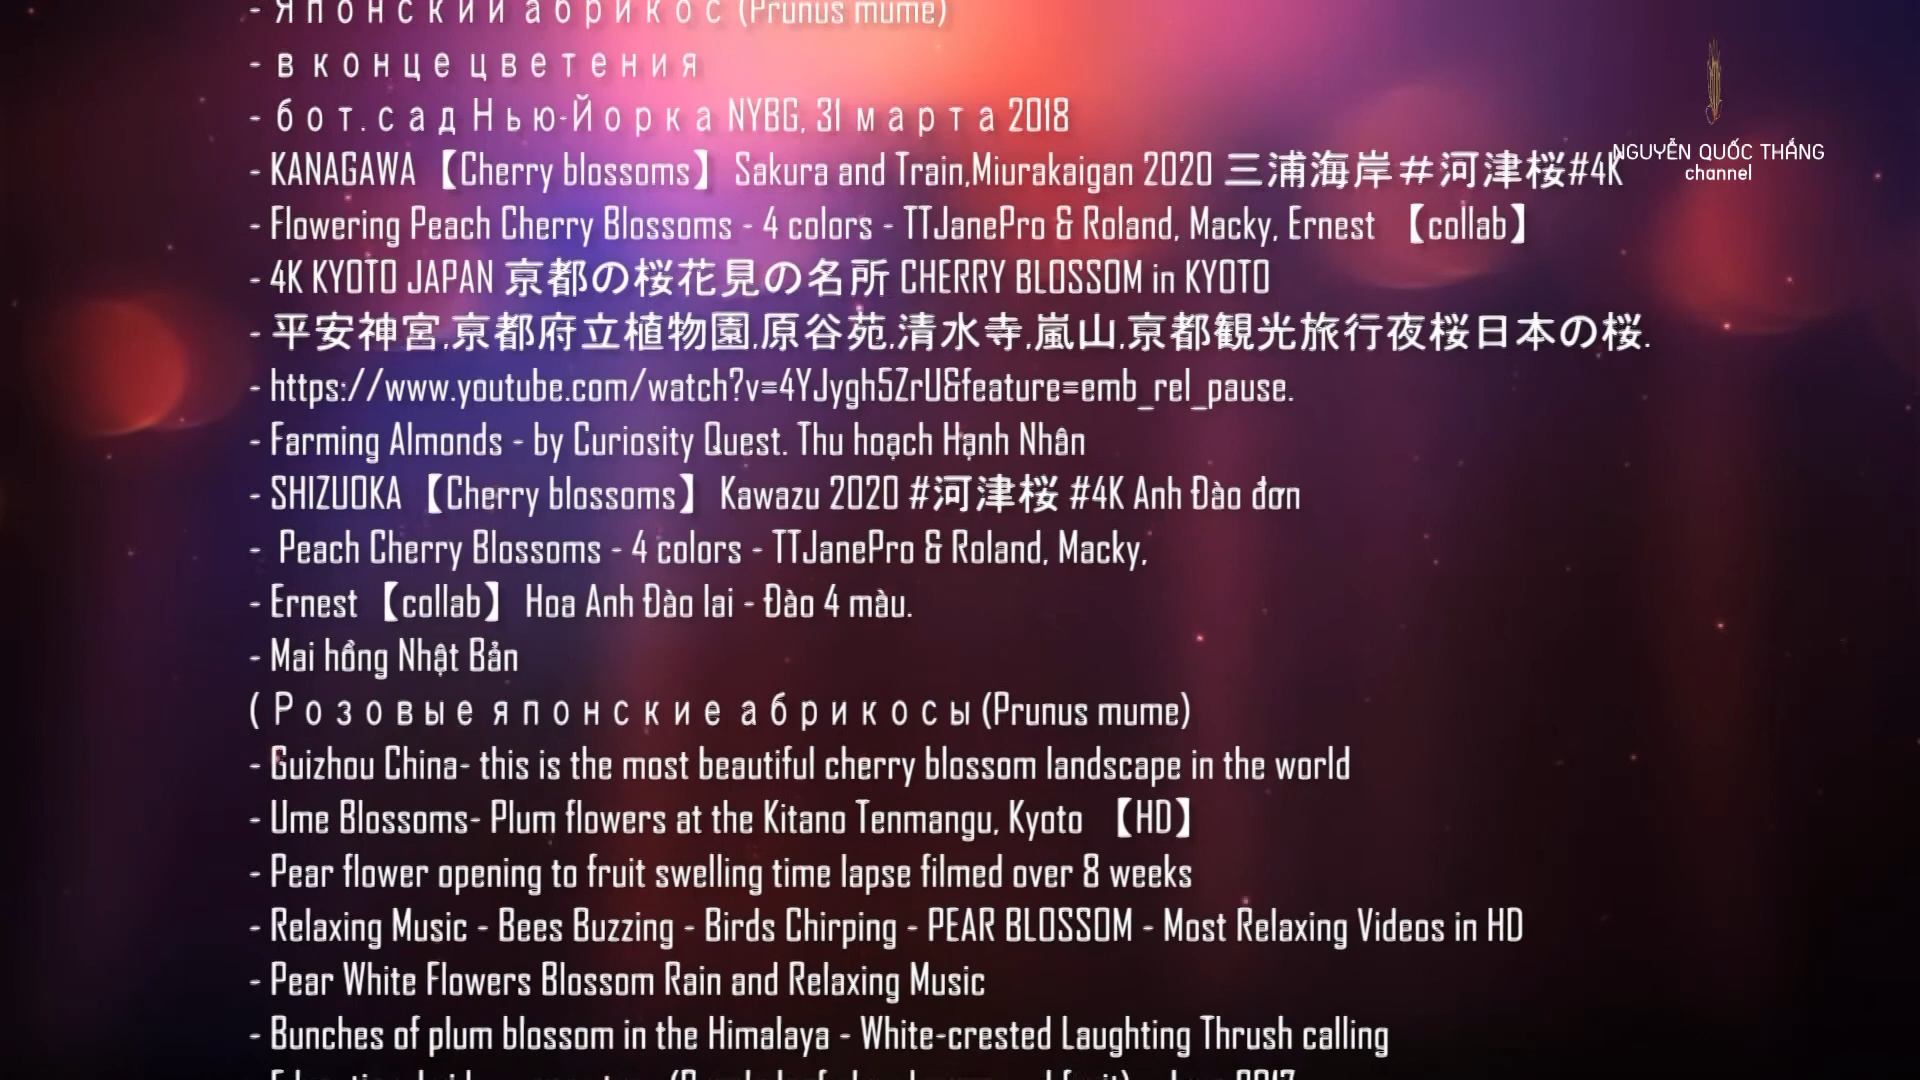 - Японский абрикос (Prunus mume)
- в конце цветения
- бот. сад Нью-Йорка NYBG, 31 марта 2018
- KANAGAWA 【Cherry blossoms】 Sakura and Train,Miurakaigan 2020 三浦海岸＃河津桜#4K
NGUYỄN QUỐC THẮNG
channel
- Flowering Peach Cherry Blossoms - 4 colors - TTJanePro & Roland, Macky, Ernest 【collab】
- 4K KYOTO JAPAN 京都の桜花見の名所 CHERRY BLOSSOM in KYOTO
- 平安神宮,京都府立植物園,原谷苑,清水寺,嵐山,京都観光旅行夜桜日本の桜.
- https://www.youtube.com/watch?v=4YJygh5ZrU&feature=emb_rel_pause.
- Farming Almonds - by Curiosity Quest. Thu hoạch Hạnh Nhân
- SHIZUOKA 【Cherry blossoms】 Kawazu 2020 #河津桜 #4K Anh Đào đơn
- Peach Cherry Blossoms - 4 colors - TTJanePro & Roland, Macky,
- Ernest 【collab】 Hoa Anh Đào lai - Đào 4 màu.
- Mai hồng Nhật Bản
( Розовые японские абрикосы (Prunus mume)
- Guizhou China- this is the most beautiful cherry blossom landscape in the world
- Ume Blossoms- Plum flowers at the Kitano Tenmangu, Kyoto 【HD】
- Pear flower opening to fruit swelling time lapse filmed over 8 weeks
- Relaxing Music - Bees Buzzing - Birds Chirping - PEAR BLOSSOM - Most Relaxing Videos in HD
- Pear White Flowers Blossom Rain and Relaxing Music
- Bunches of plum blossom in the Himalaya - White-crested Laughting Thrush calling